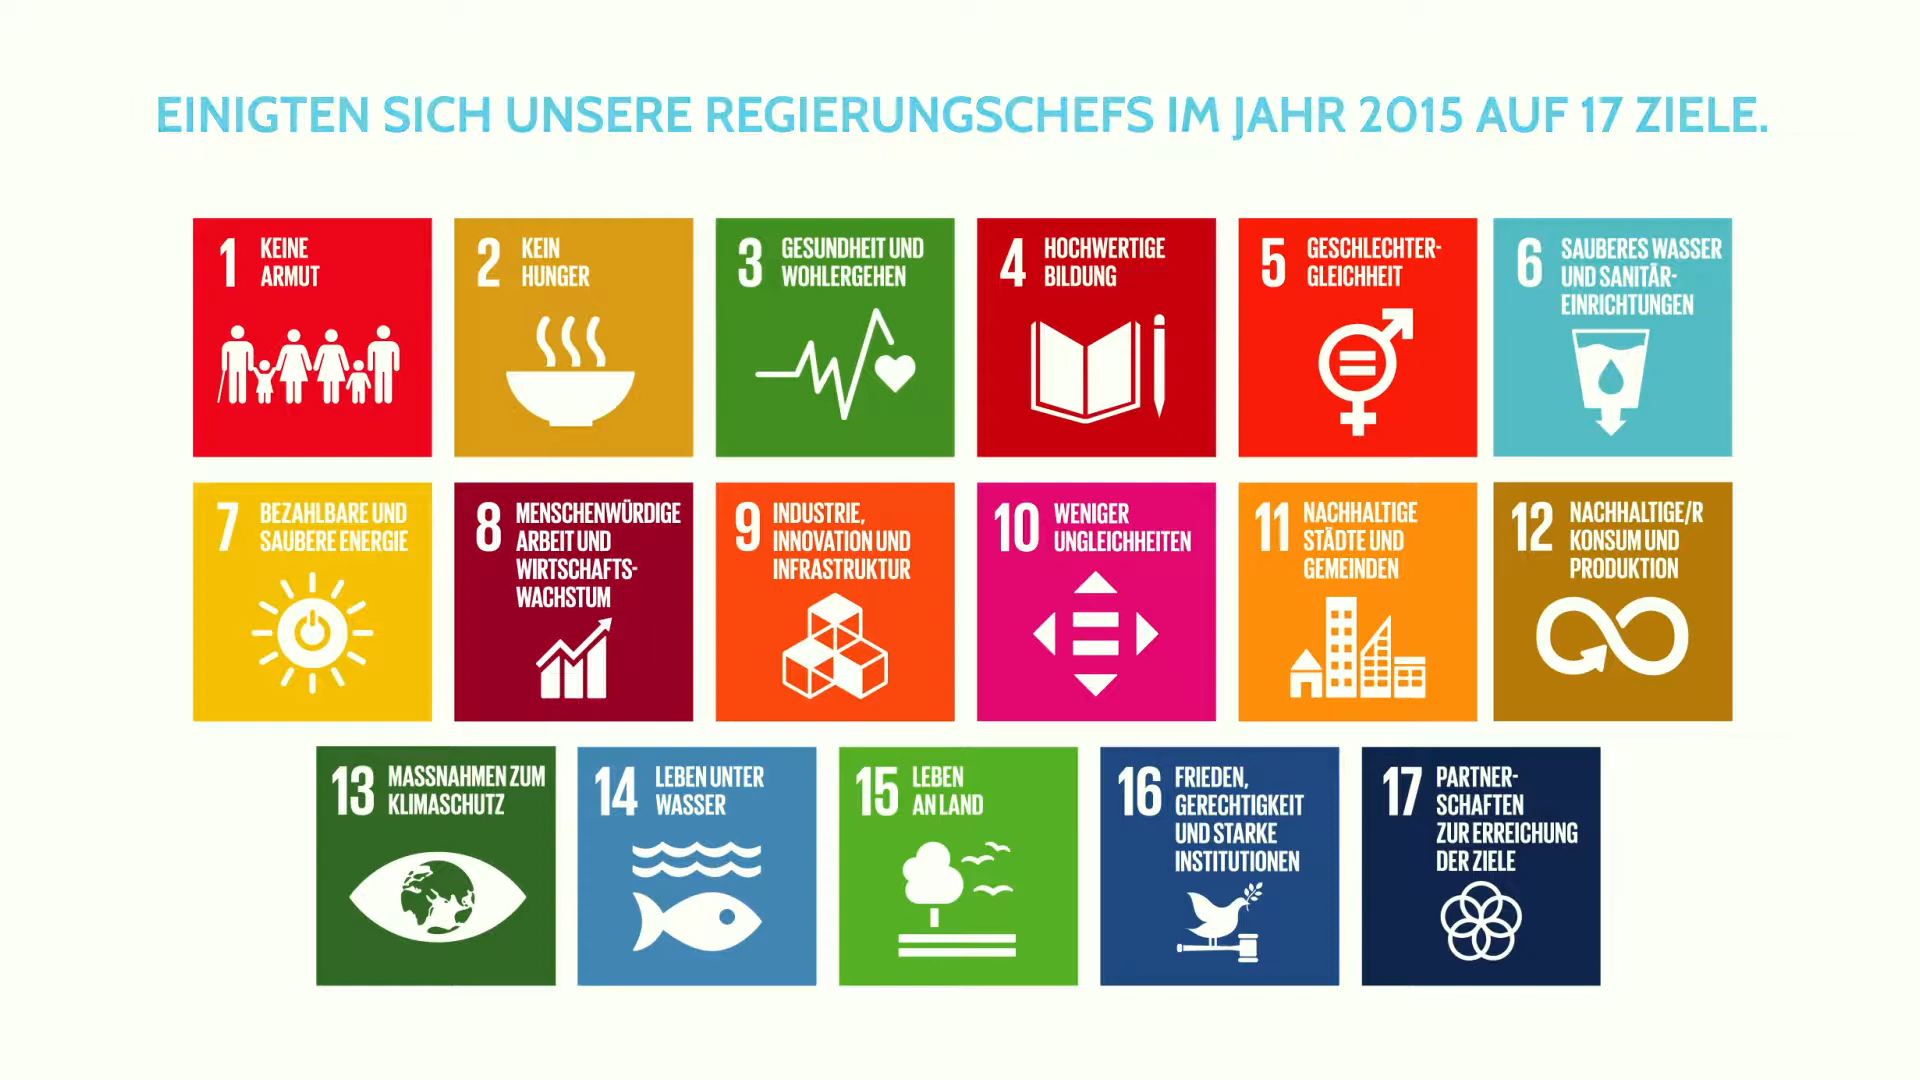 EINIGTEN SICH UNSERE REGIERUNGSCHEFS IM JAHR 2015 AUF 17 ZIELE.
1 KEINE
ARMUT
2 KEIN
HUNGER
3 GESUNDHEIT UND
WOHLERGEHEN
4 HOCHWERTIGE
BILDUNG
5 GESCHLECHTER-
GLEICHHEIT
6 SAUBERES WASSER
UND SANITÄR-
EINRICHTUNGEN
7 BEZAHLBARE UND
SAUBERE ENERGIE
8 MENSCHENWÜRDIGE
ARBEIT UND
WIRTSCHAFTS-
WACHSTUM
9 INDUSTRIE,
INNOVATION UND
INFRASTRUKTUR
10 WENIGER
UNGLEICHHEITEN
11 NACHHALTIGE
STÄDTE UND
GEMEINDEN
12 NACHHALTIGE/R
KONSUM UND
PRODUKTION
13 MASSNAHMEN ZUM
KLIMASCHUTZ
14 LEBEN UNTER
WASSER
15 LEBEN
AN LAND
16 FRIEDEN,
GERECHTIGKEIT
UND STARKE
INSTITUTIONEN
17 PARTNER-
SCHAFTEN
ZUR ERREICHUNG
DER ZIELE